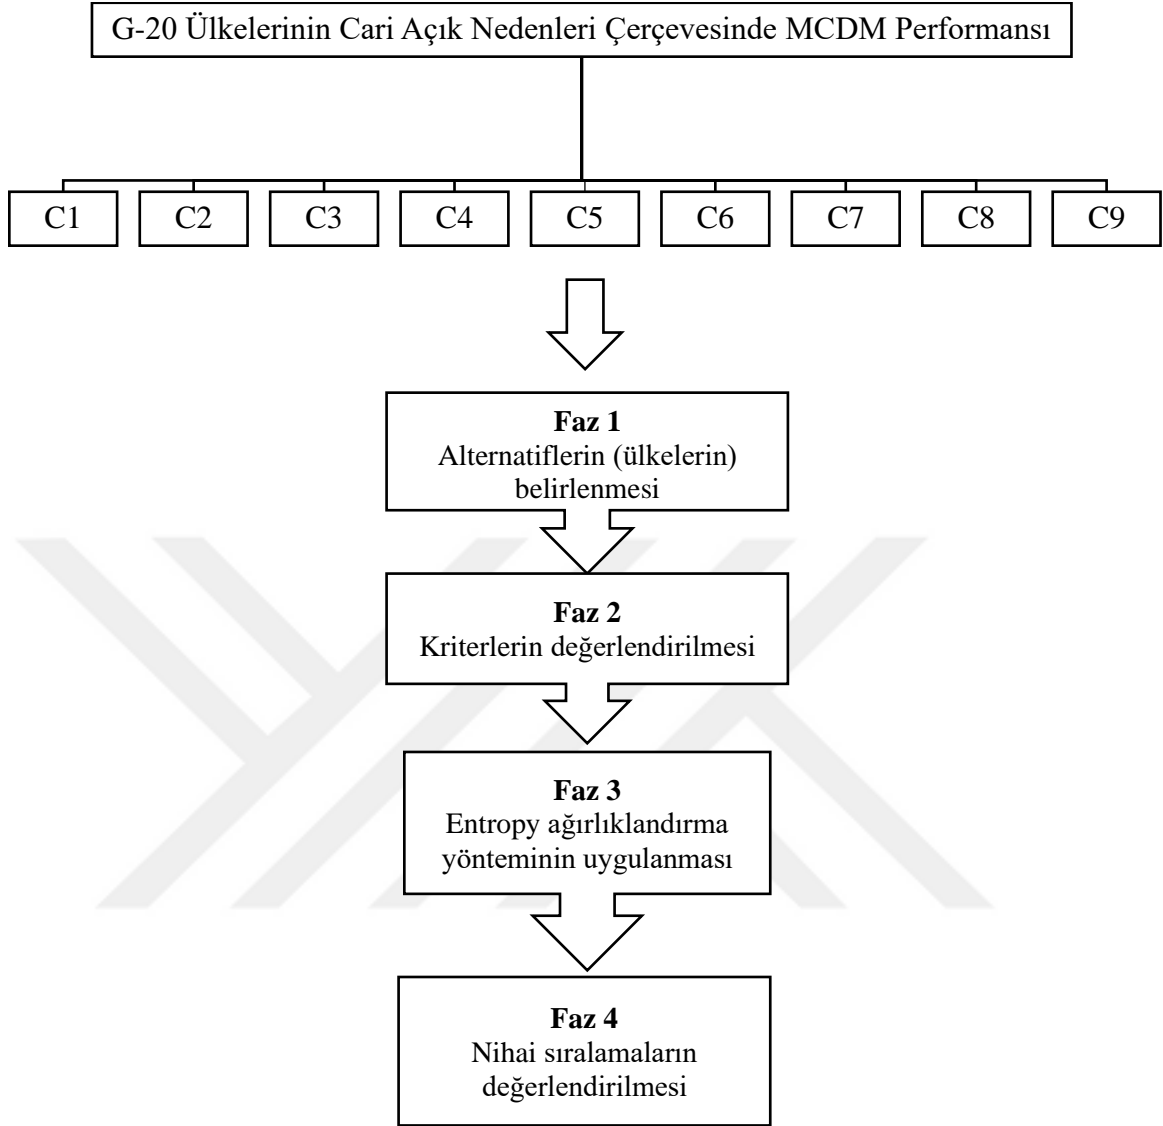 G-20 Ülkelerinin Cari Açık Nedenleri Çerçevesinde MCDM Performansı
C1 C2 C3 C4 C5 C6 C7 C8 C9
Faz 1
Alternatiflerin (ülkelerin)
belirlenmesi
Faz 2
Kriterlerin değerlendirilmesi
Faz 3
Entropy ağırlıklandırma
yönteminin uygulanması
Faz 4
Nihai sıralamaların
değerlendirilmesi